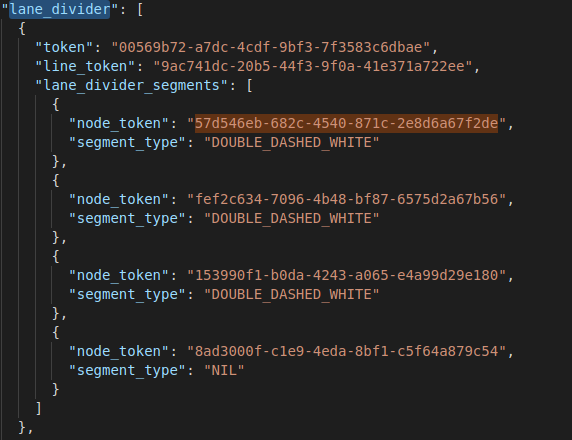 "lane_divider": [
{
"token": "00569b72-a7dc-4cdf-9bf3-7f3583c6dbae",
"line_token": "9ac741dc-20b5-44f3-9f0a-41e371a722ee",
"lane_divider_segments": [
{
"node_token": "57d546eb-682c-4540-871c-2e8d6a67f2de",
"segment_type": "DOUBLE_DASHED_WHITE"
},
{
"node_token": "fef2c634-7096-4b48-bf87-6575d2a67b56",
"segment_type": "DOUBLE_DASHED_WHITE"
},
{
"node_token": "153990f1-b0da-4243-a065-e4a99d29e180",
"segment_type": "DOUBLE_DASHED_WHITE"
},
{
"node_token": "8ad3000f-c1e9-4eda-8bf1-c5f64a879c54",
"segment_type": "NIL"
}
]
},